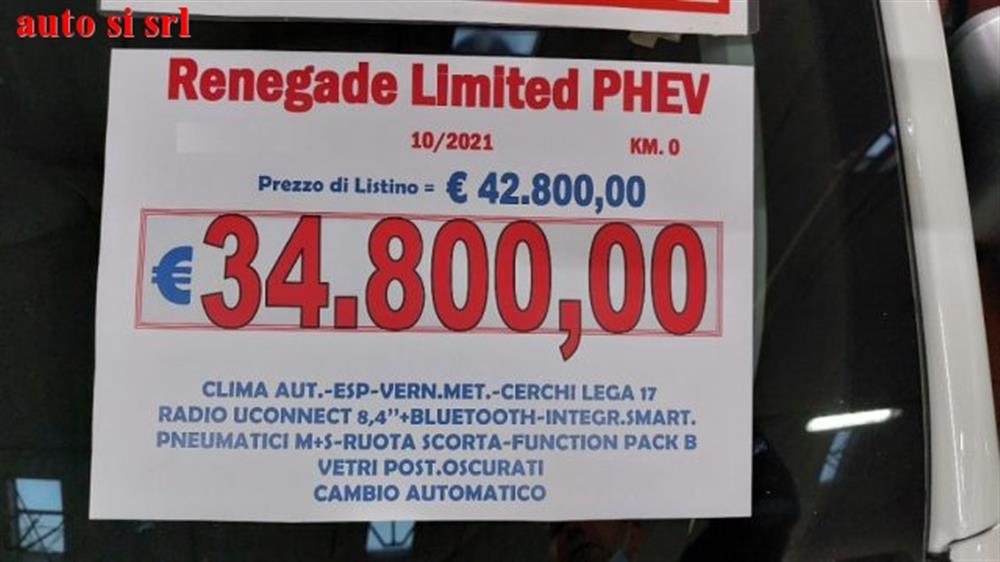 auto si srl
Renegade Limited PHEV
10/2021 KM. 0
Prezzo di Listino = € 42.800,00
€ 34.800,00
CLIMA AUT.-ESP-VERN.MET.-CERCHI LEGA 17
RADIO UCONNECT 8,4’’+BLUETOOTH-INTEGR.SMART.
PNEUMATICI M+S-RUOTA SCORTA-FUNCTION PACK B
VETRI POST.OSCURATI
CAMBIO AUTOMATICO